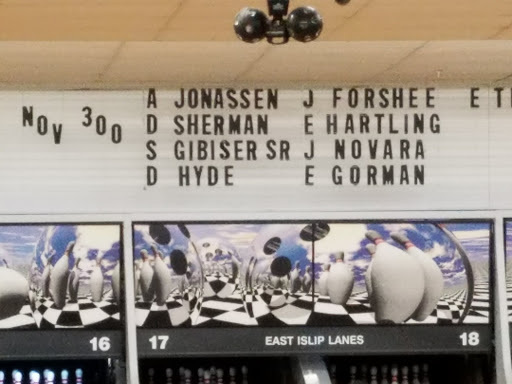 NOV 300
A JONASSEN J FORSHEE E
D SHERMAN E HARTLING
S GIBISER SR J NOVARA
D HYDE E GORMAN
16 17 EAST ISLIP LANES 18